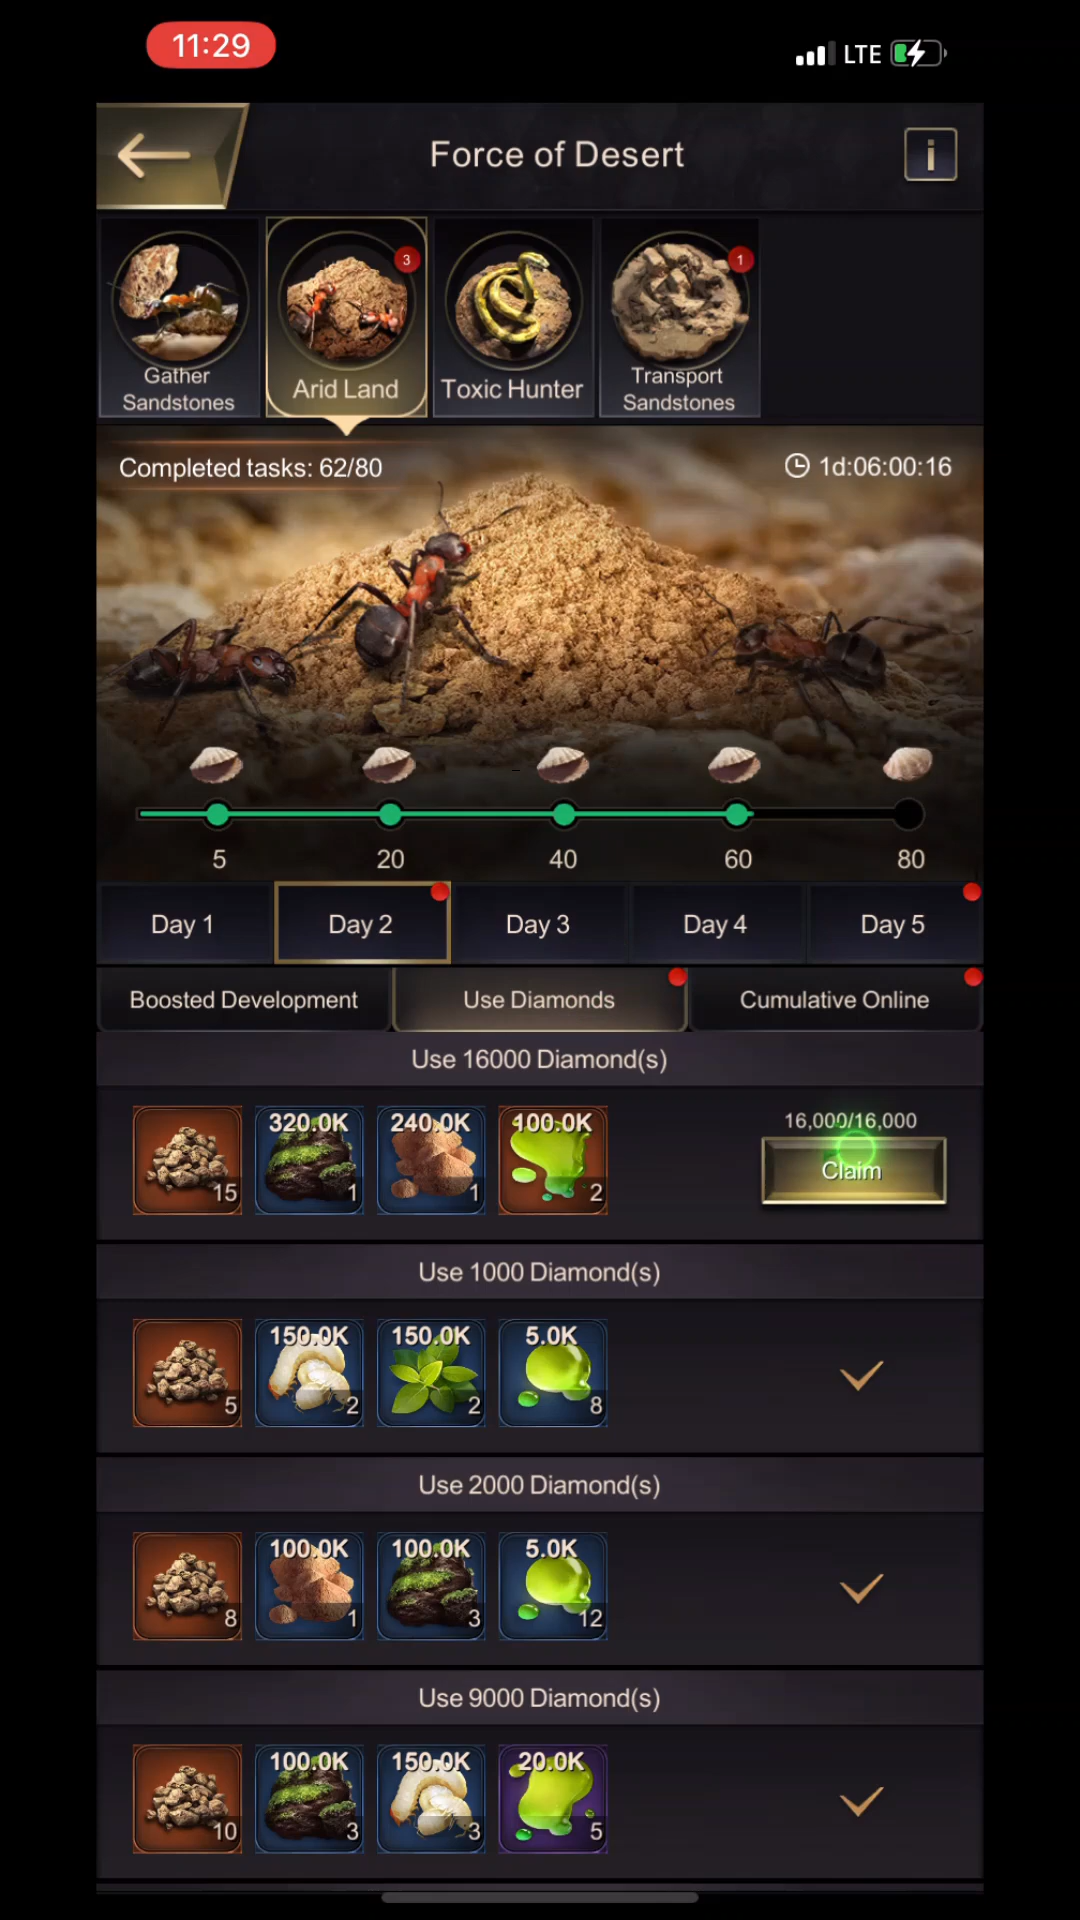 11:29
LTE
Force of Desert
i
3
1
Gather
Sandstones
Arid Land
Toxic Hunter
Transport
Sandstones
Completed tasks: 62/80
1d:06:00:16
5
20
40
60
80
Day 1
Day 2
Day 3
Day 4
Day 5
Boosted Development
Use Diamonds
Cumulative Online
Use 16000 Diamond(s)
15
320.0K
1
240.0K
1
100.0K
2
16,000/16,000
Claim
Use 1000 Diamond(s)
5
150.0K
2
150.0K
2
5.0K
8
Use 2000 Diamond(s)
8
100.0K
1
100.0K
3
5.0K
12
Use 9000 Diamond(s)
10
100.0K
3
150.0K
3
20.0K
5